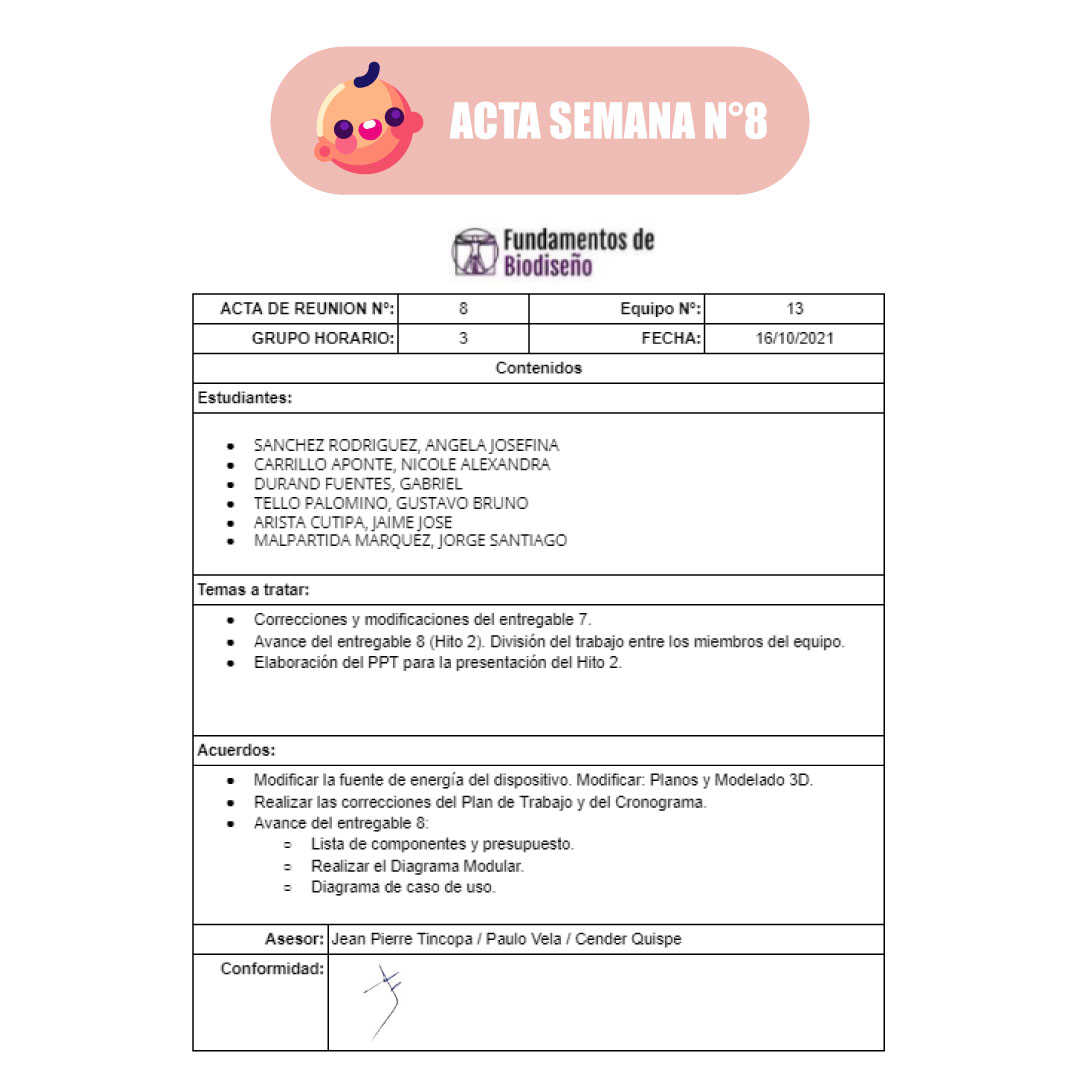 ACTA SEMANA N°8
Fundamentos de
Biodiseño
ACTA DE REUNION Nº: 8 Equipo Nº: 13
GRUPO HORARIO: 3 FECHA: 16/10/2021
Contenidos
Estudiantes:
● SANCHEZ RODRIGUEZ, ANGELA JOSEFINA
● CARRILLO APONTE, NICOLE ALEXANDRA
● DURAND FUENTES, GABRIEL
● TELLO PALOMINO, GUSTAVO BRUNO
● ARISTA CUTIPA, JAIME JOSE
● MALPARTIDA MARQUEZ, JORGE SANTIAGO
Temas a tratar:
● Correcciones y modificaciones del entregable 7.
● Avance del entregable 8 (Hito 2). División del trabajo entre los miembros del equipo.
● Elaboración del PPT para la presentación del Hito 2.
Acuerdos:
● Modificar la fuente de energía del dispositivo. Modificar: Planos y Modelado 3D.
● Realizar las correcciones del Plan de Trabajo y del Cronograma.
● Avance del entregable 8:
○ Lista de componentes y presupuesto.
○ Realizar el Diagrama Modular.
○ Diagrama de caso de uso.
Asesor: Jean Pierre Tincopa / Paulo Vela / Cender Quispe
Conformidad: